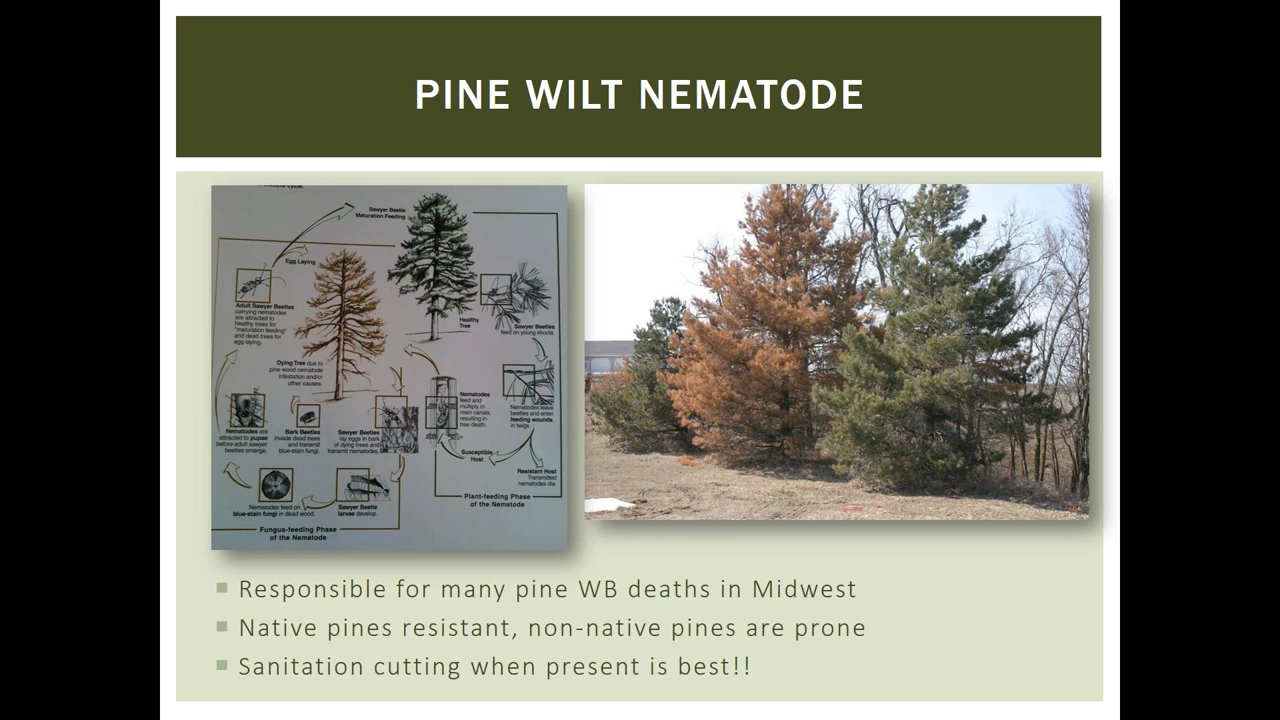 PINE WILT NEMATODE
cycle.
Sawyer Beetle
Maturation Feeding
Egg Laying
Adult Sawyer Beetles
carrying nematodes
are attracted to
healthy trees for
"maturation feeding"
and dead trees for
egg laying.
Healthy
Tree
Sawyer Beetles
feed on young shoots.
Dying Tree due to
pine wood nematode
infestation and/or
other causes.
Nematodes
feed and
multiply in
resin canals,
resulting in
tree death.
Nematodes leave
beetles and enter
feeding wounds
in twigs.
Nematodes are
attracted to pupae
before adult sawyer
beetles emerge.
Bark Beetles
invade dead trees
and transmit
blue-stain fungi.
Sawyer Beetles
lay eggs in bark
of dying trees and
transmit nematodes.
Susceptible
Host
Resistant Host
Transmitted
nematodes die.
Nematodes feed on
blue-stain fungi in dead wood.
Sawyer Beetle
larvae develop.
Plant-feeding Phase
of the Nematode
Fungus-feeding Phase
of the Nematode
Responsible for many pine WB deaths in Midwest
Native pines resistant, non-native pines are prone
Sanitation cutting when present is best!!